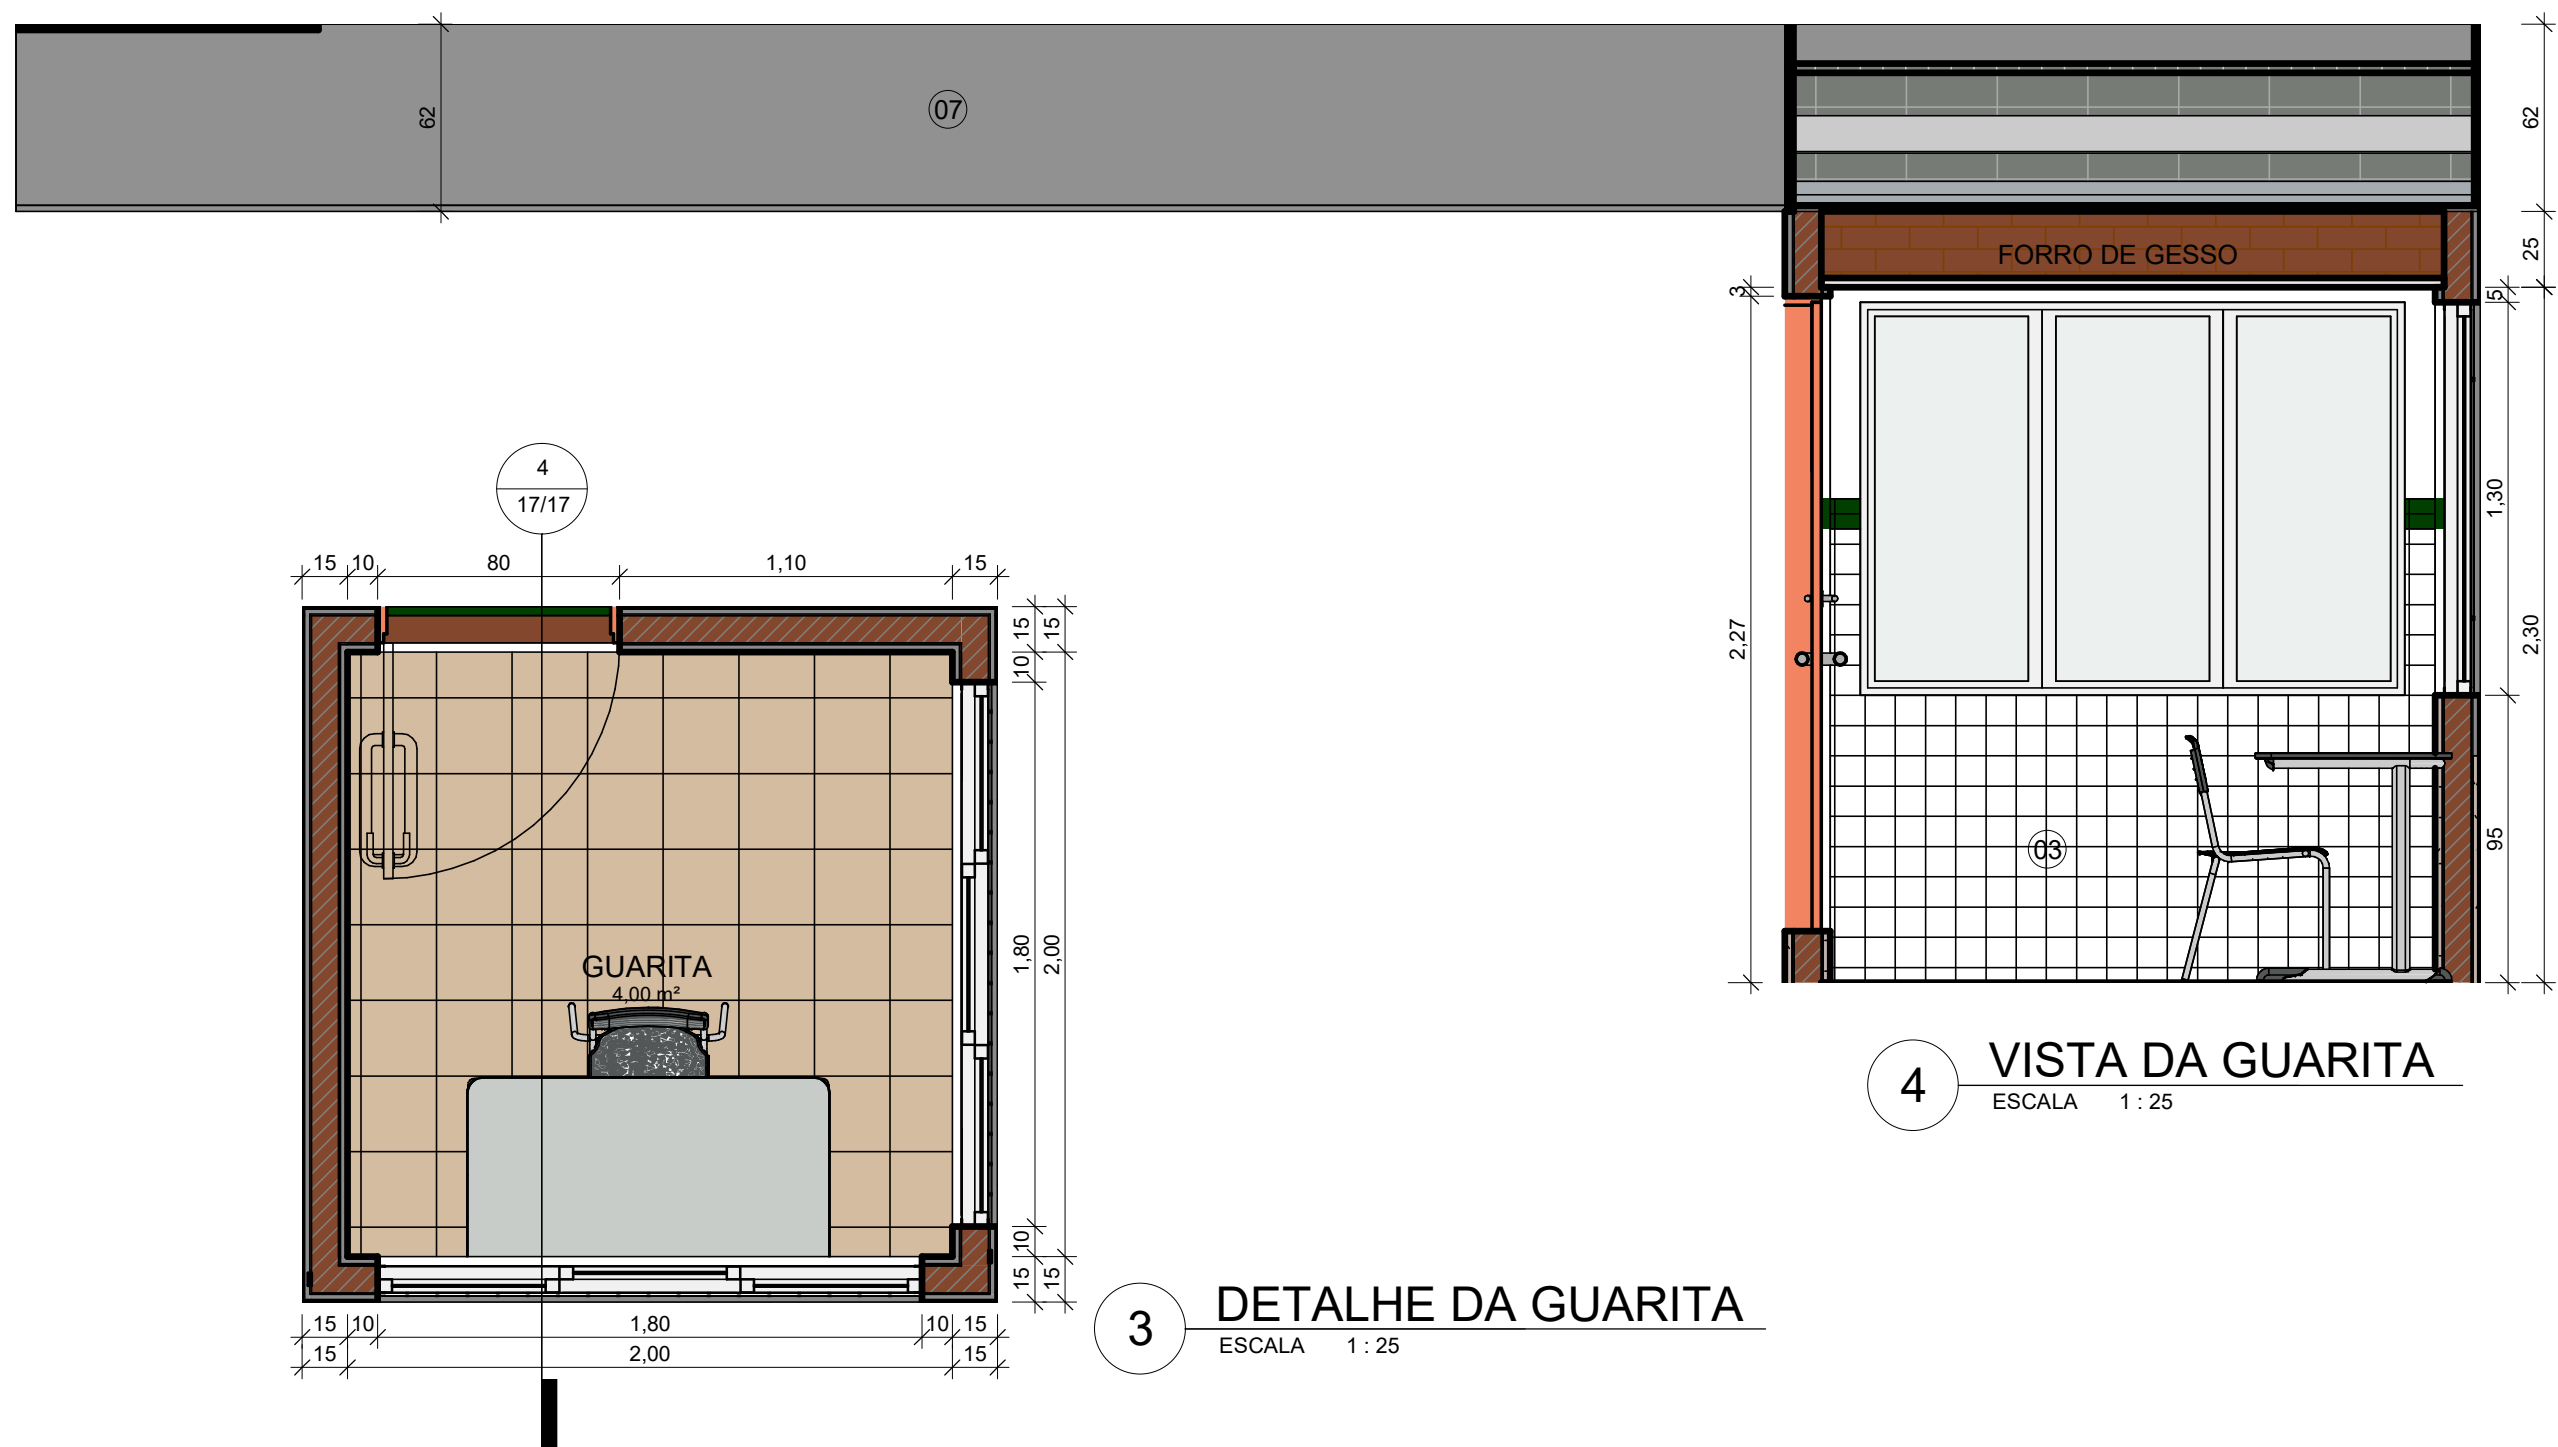 62
07
62
FORRO DE GESSO
25
3
5
4
17/17
1,30
15 10 80 1,10 15
15 15
10
2,27
2,30
03
95
GUARITA
4,00 m²
1,80 2,00
10
15 15
4 VISTA DA GUARITA
ESCALA 1 : 25
15 10 1,80 10 15
15 2,00 15
3 DETALHE DA GUARITA
ESCALA 1 : 25